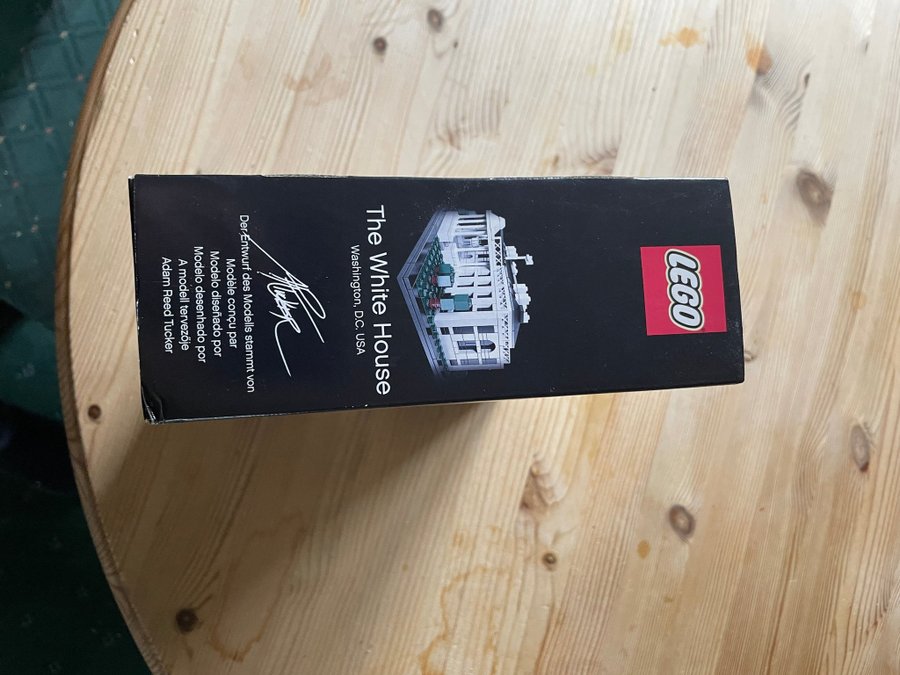 LEGO
The White House
Washington, D.C. USA
Der Entwurf des Modells stammt von
Modèle conçu par
Modelo diseñado por
Modelo desenhado por
A modell tervezője
Adam Reed Tucker